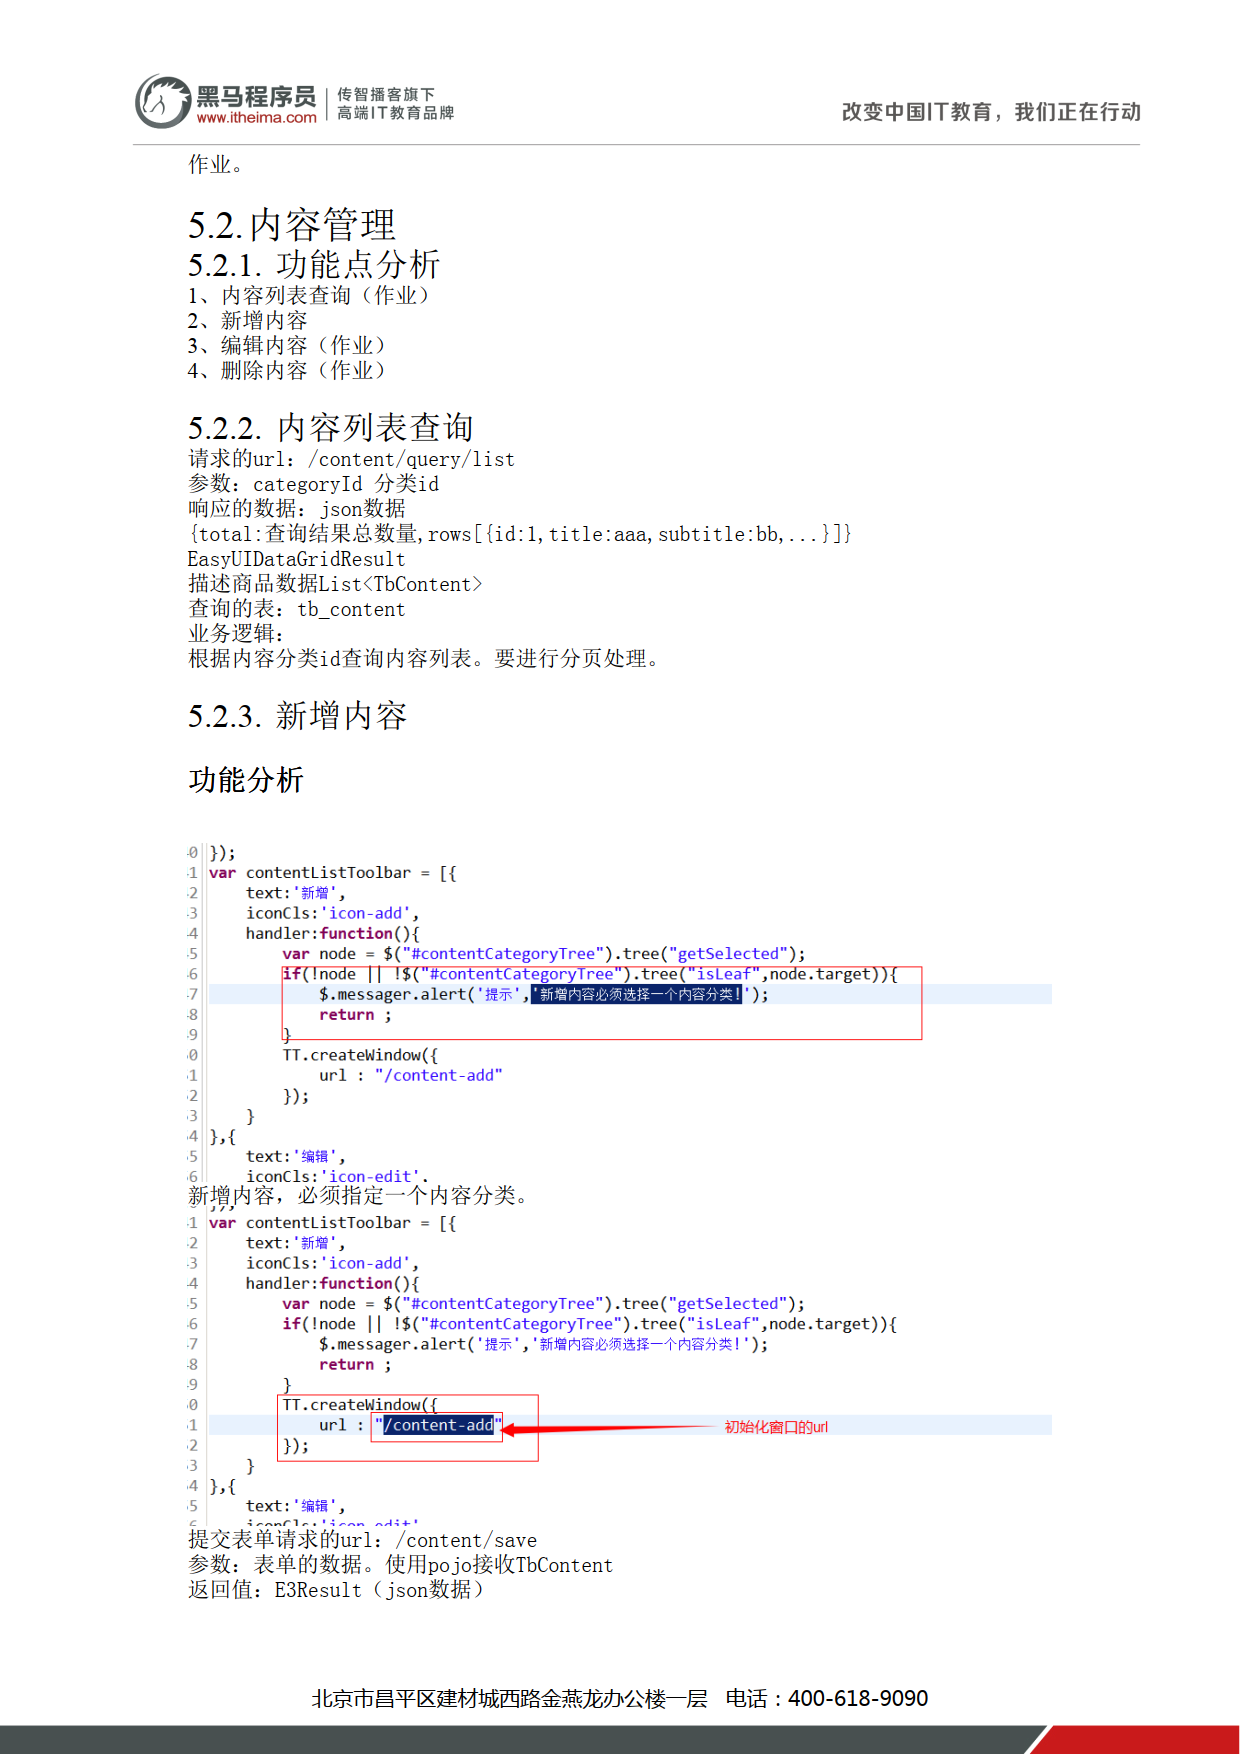 黑马程序员
www.itheima.com
传智播客旗下
高端IT教育品牌
改变中国IT教育，我们正在行动
作业。
5.2.内容管理
5.2.1. 功能点分析
1、内容列表查询（作业）
2、新增内容
3、编辑内容（作业）
4、删除内容（作业）
5.2.2. 内容列表查询
请求的url：/content/query/list
参数：categoryId 分类id
响应的数据：json数据
{total:查询结果总数量,rows[{id:1,title:aaa,subtitle:bb,...}]}
EasyUIDataGridResult
描述商品数据List<TbContent>
查询的表：tb_content
业务逻辑：
根据内容分类id查询内容列表。要进行分页处理。
5.2.3. 新增内容
功能分析
0 });
1 var contentListToolbar = [{
2 text:'新增',
3 iconCls:'icon-add',
4 handler:function(){
5 var node = $("#contentCategoryTree").tree("getSelected");
6 if(!node || !$("#contentCategoryTree").tree("isLeaf",node.target)){
7 $.messager.alert('提示','新增内容必须选择一个内容分类!');
8 return ;
9 }
0 TT.createWindow({
1 url : "/content-add"
2 });
3 }
4 },{
5 text:'编辑',
6 iconCls:'icon-edit',
新增内容，必须指定一个内容分类。
1 var contentListToolbar = [{
2 text:'新增',
3 iconCls:'icon-add',
4 handler:function(){
5 var node = $("#contentCategoryTree").tree("getSelected");
6 if(!node || !$("#contentCategoryTree").tree("isLeaf",node.target)){
7 $.messager.alert('提示','新增内容必须选择一个内容分类!');
8 return ;
9 }
0 TT.createWindow({
1 url : "/content-add" 初始化窗口的url
2 });
3 }
4 },{
5 text:'编辑',
提交表单请求的url：/content/save
参数：表单的数据。使用pojo接收TbContent
返回值：E3Result（json数据）
北京市昌平区建材城西路金燕龙办公楼一层 电话：400-618-9090